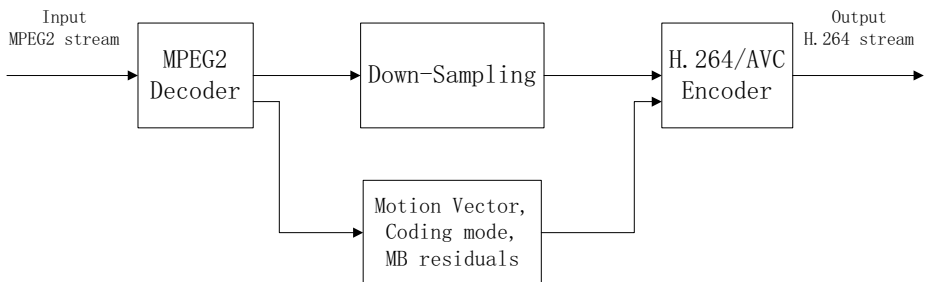 Input
MPEG2 stream
MPEG2
Decoder
Down-Sampling
H.264/AVC
Encoder
Output
H.264 stream
Motion Vector,
Coding mode,
MB residuals